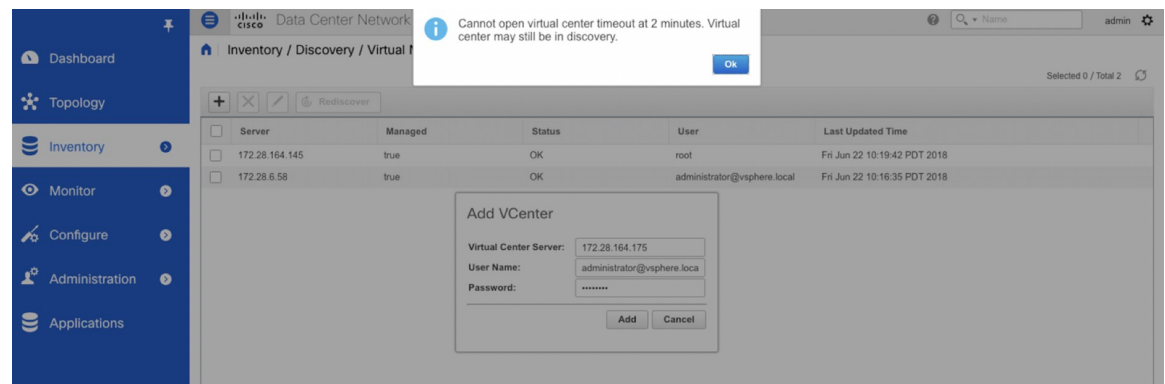 cisco Data Center Network
Cannot open virtual center timeout at 2 minutes. Virtual
center may still be in discovery.
Ok
Name
admin
Inventory / Discovery / Virtual
Selected 0 / Total 2
Dashboard
Topology
Inventory
Monitor
Configure
Administration
Applications
Rediscover
Server Managed Status User Last Updated Time
172.28.164.145 true OK root Fri Jun 22 10:19:42 PDT 2018
172.28.6.58 true OK administrator@vsphere.local Fri Jun 22 10:16:35 PDT 2018
Add VCenter
Virtual Center Server: 172.28.164.175
User Name: administrator@vsphere.loca
Password: ••••••••
Add Cancel